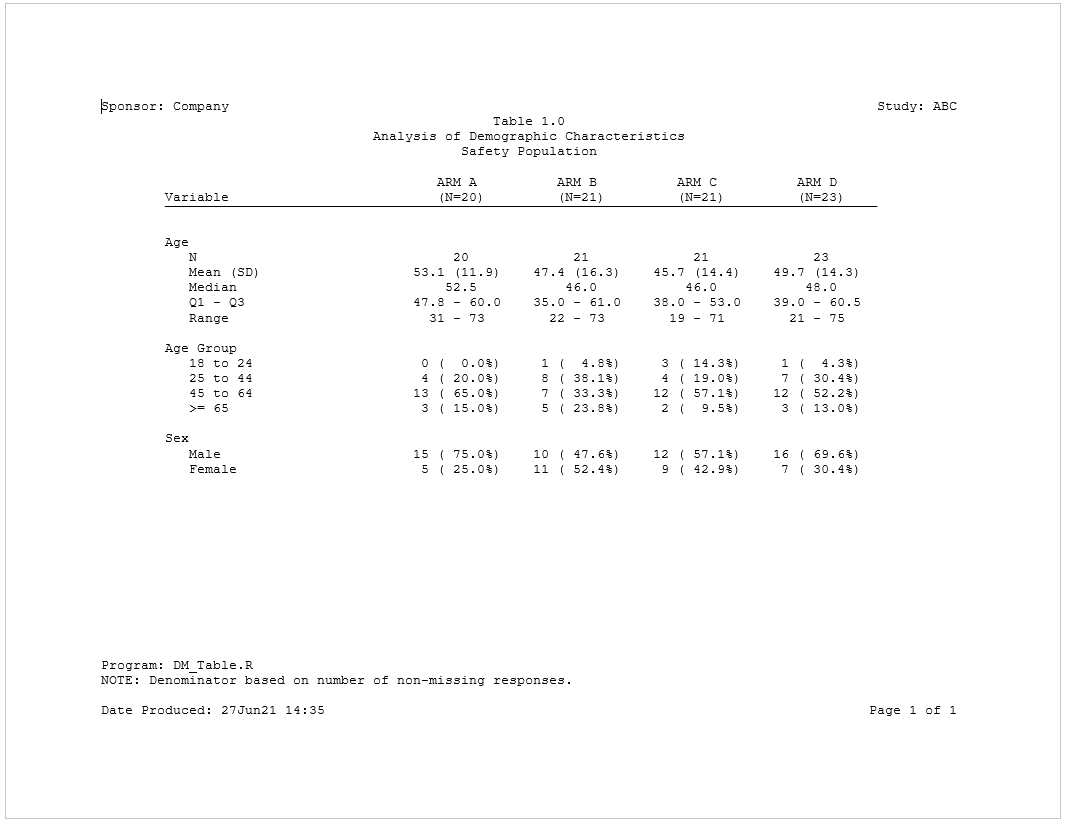 Sponsor: Company Study: ABC
Table 1.0
Analysis of Demographic Characteristics
Safety Population
ARM A ARM B ARM C ARM D
Variable (N=20) (N=21) (N=21) (N=23)
Age
N 20 21 21 23
Mean (SD) 53.1 (11.9) 47.4 (16.3) 45.7 (14.4) 49.7 (14.3)
Median 52.5 46.0 46.0 48.0
Q1 - Q3 47.8 - 60.0 35.0 - 61.0 38.0 - 53.0 39.0 - 60.5
Range 31 - 73 22 - 73 19 - 71 21 - 75
Age Group
18 to 24 0 ( 0.0%) 1 ( 4.8%) 3 ( 14.3%) 1 ( 4.3%)
25 to 44 4 ( 20.0%) 8 ( 38.1%) 4 ( 19.0%) 7 ( 30.4%)
45 to 64 13 ( 65.0%) 7 ( 33.3%) 12 ( 57.1%) 12 ( 52.2%)
>= 65 3 ( 15.0%) 5 ( 23.8%) 2 ( 9.5%) 3 ( 13.0%)
Sex
Male 15 ( 75.0%) 10 ( 47.6%) 12 ( 57.1%) 16 ( 69.6%)
Female 5 ( 25.0%) 11 ( 52.4%) 9 ( 42.9%) 7 ( 30.4%)
Program: DM_Table.R
NOTE: Denominator based on number of non-missing responses.
Date Produced: 27Jun21 14:35 Page 1 of 1